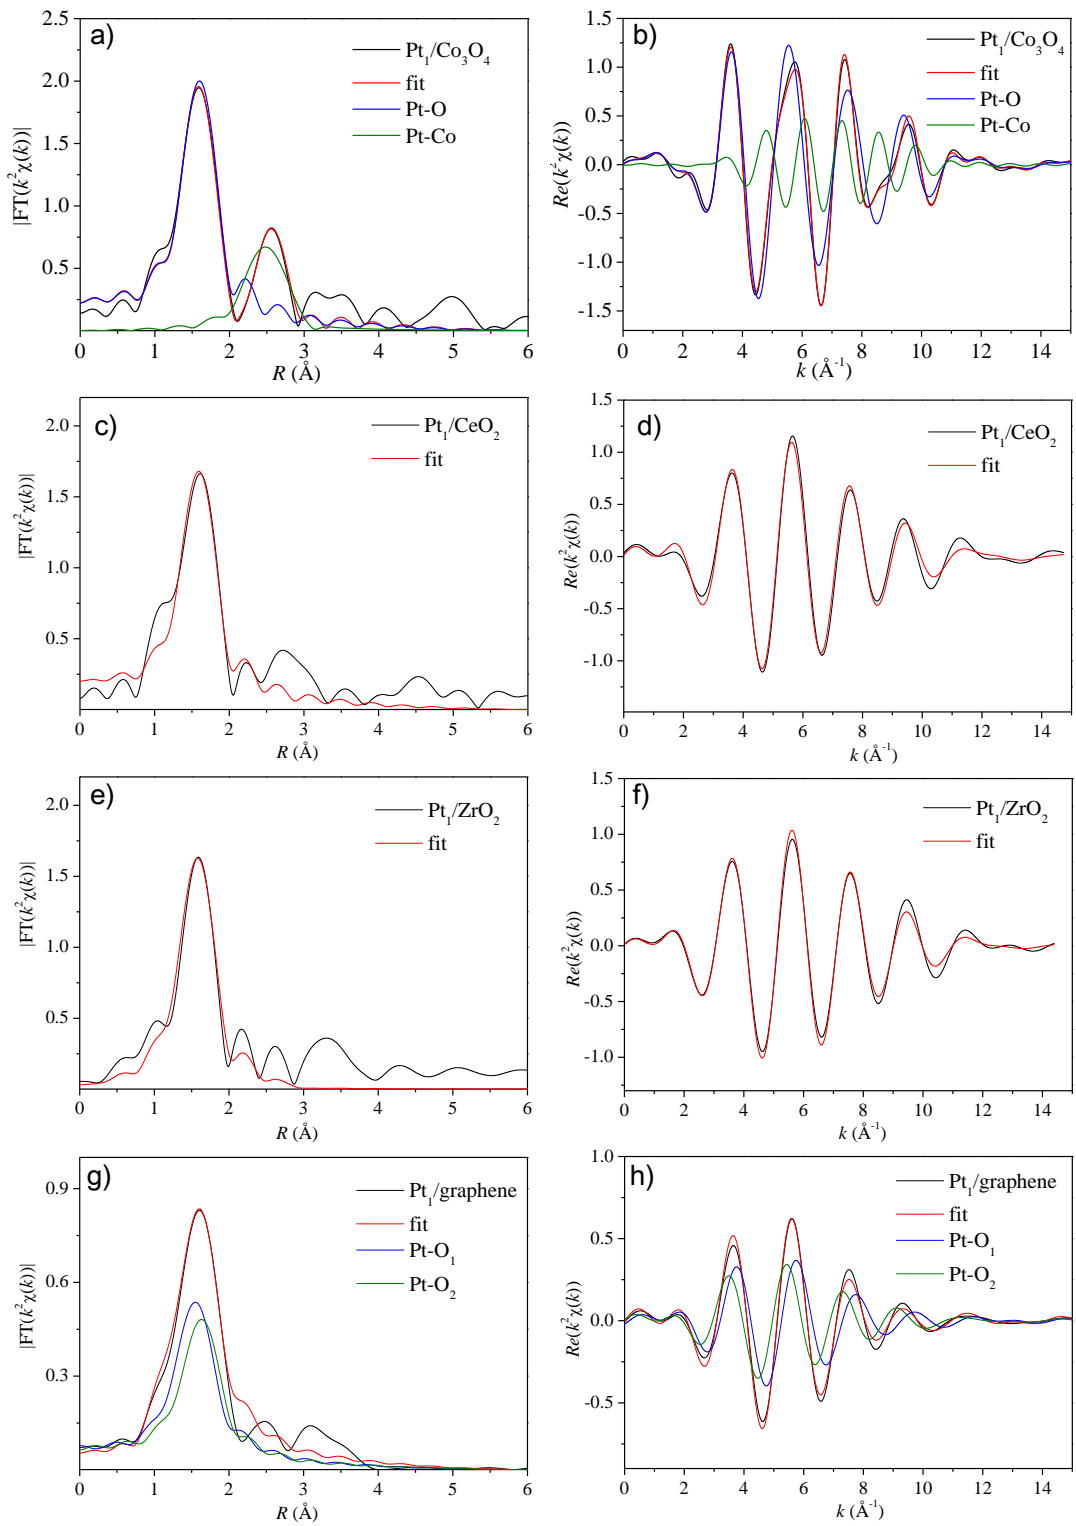 a)
Pt1/Co3O4
fit
Pt-O
Pt-Co
2.5
2.0
1.5
1.0
0.5
0 1 2 3 4 5 6
R (Å)
|FT(k²χ(k))|
b)
Pt1/Co3O4
fit
Pt-O
Pt-Co
1.5
1.0
0.5
0.0
-0.5
-1.0
-1.5
0 2 4 6 8 10 12 14
k (Å-1)
Re(k²χ(k))
c)
Pt1/CeO2
fit
2.0
1.5
1.0
0.5
0 1 2 3 4 5 6
R (Å)
|FT(k²χ(k))|
d)
Pt1/CeO2
fit
1.5
1.0
0.5
0.0
-0.5
-1.0
0 2 4 6 8 10 12 14
k (Å-1)
Re(k²χ(k))
e)
Pt1/ZrO2
fit
2.0
1.5
1.0
0.5
0 1 2 3 4 5 6
R (Å)
|FT(k²χ(k))|
f)
Pt1/ZrO2
fit
1.5
1.0
0.5
0.0
-0.5
-1.0
0 2 4 6 8 10 12 14
k (Å-1)
Re(k²χ(k))
g)
Pt1/graphene
fit
Pt-O1
Pt-O2
0.9
0.6
0.3
0 1 2 3 4 5 6
R (Å)
|FT(k²χ(k))|
h)
Pt1/graphene
fit
Pt-O1
Pt-O2
1.0
0.5
0.0
-0.5
0 2 4 6 8 10 12 14
k (Å-1)
Re(k²χ(k))